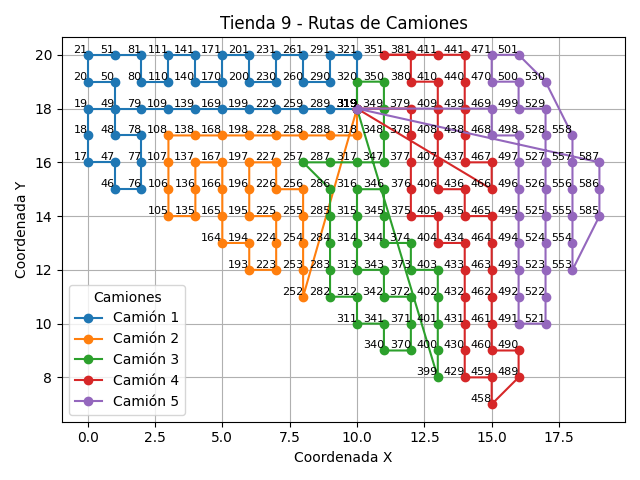 Tienda 9 - Rutas de Camiones
20 21 51 81 111 141 171 201 231 261 291 321 351 381 411 441 471 501
20 50 80 110 140 170 200 230 260 290 320 350 380 410 440 470 500 530
18 19 49 79 109 139 169 199 229 259 289 319 349 379 409 439 469 499 529
18 48 78 108 138 168 198 228 258 288 318 348 378 408 438 468 498 528 558
16 17 47 77 107 137 167 197 227 257 287 317 347 377 407 437 467 497 527 557 587
46 76 106 136 166 196 226 256 286 316 346 376 406 436 466 496 526 556 586
14 105 135 165 195 225 255 285 315 345 375 405 435 465 495 525 555 585
164 194 224 254 284 314 344 374 404 434 464 494 524 554
12 193 223 253 283 313 343 373 403 433 463 493 523 553
252 282 312 342 372 402 432 462 492 522
10 311 341 371 401 431 461 491 521
340 370 400 430 460 490
8 399 429 459 489
458
Coordenada Y
Camiones
Camión 1
Camión 2
Camión 3
Camión 4
Camión 5
0.0 2.5 5.0 7.5 10.0 12.5 15.0 17.5
Coordenada X